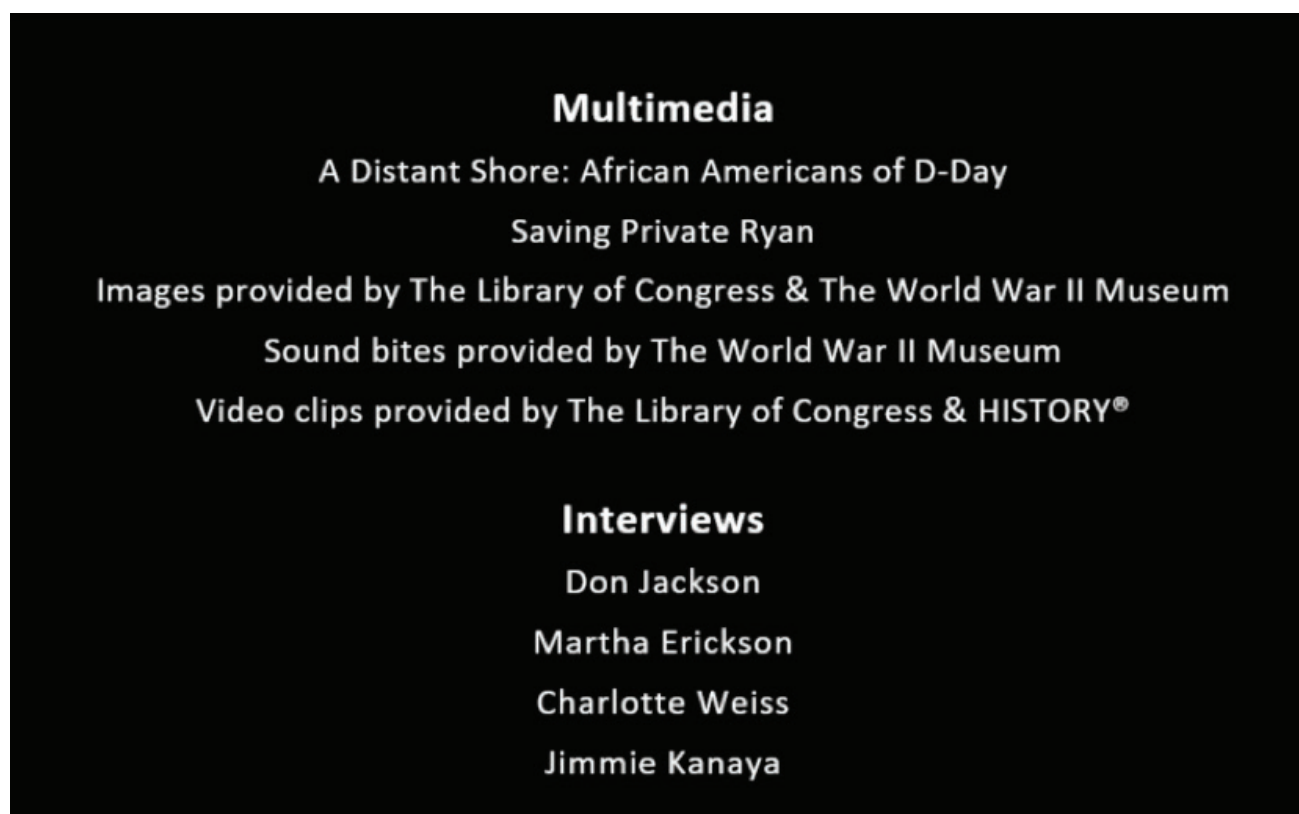 Multimedia
A Distant Shore: African Americans of D-Day
Saving Private Ryan
Images provided by The Library of Congress & The World War II Museum
Sound bites provided by The World War II Museum
Video clips provided by The Library of Congress & HISTORY®
Interviews
Don Jackson
Martha Erickson
Charlotte Weiss
Jimmie Kanaya